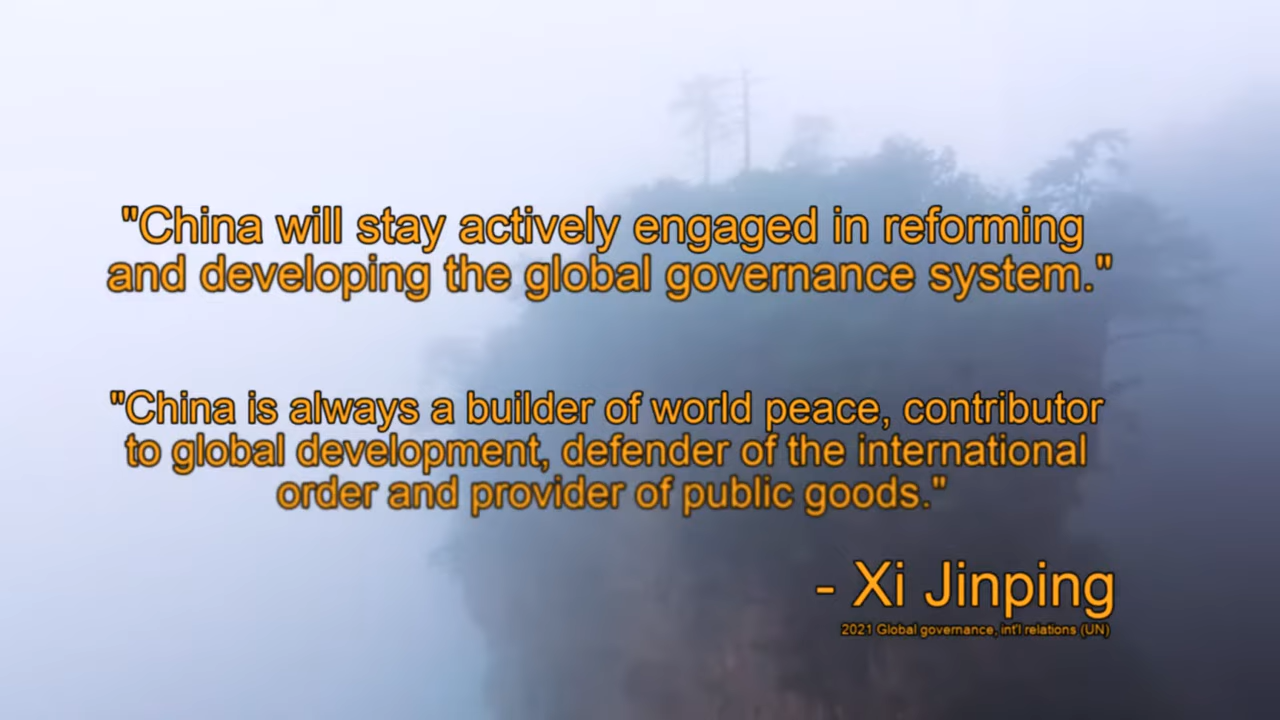 "China will stay actively engaged in reforming
and developing the global governance system."
"China is always a builder of world peace, contributor
to global development, defender of the international
order and provider of public goods."
- Xi Jinping
2021 Global governance, int'l relations (UN)